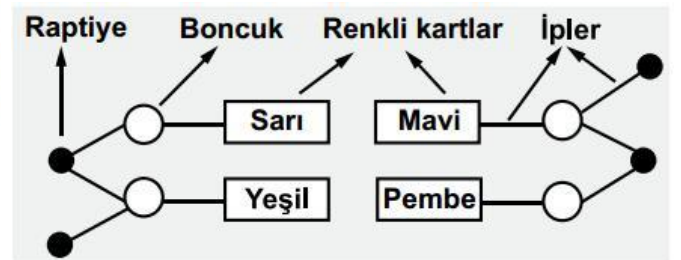 Raptiye Boncuk Renkli kartlar İpler
Sarı Mavi
Yeşil Pembe